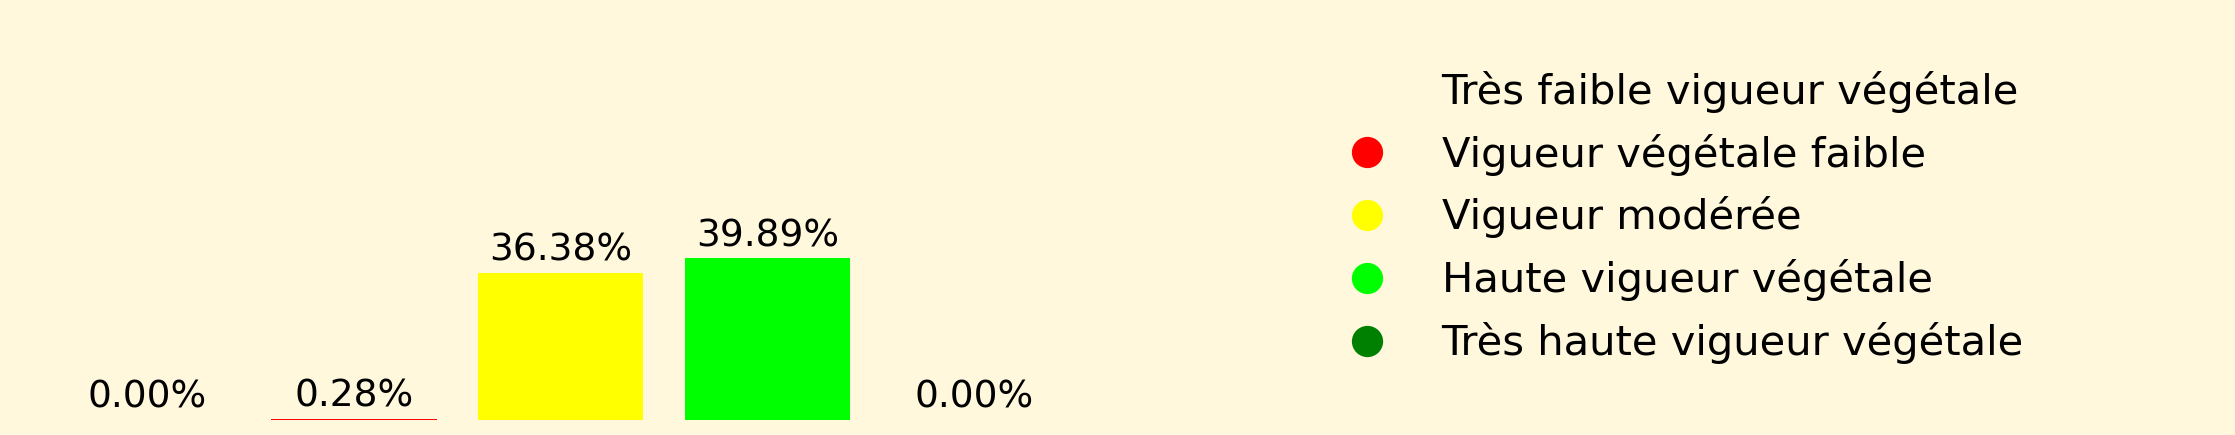 0.00%
0.28%
36.38%
39.89%
0.00%
Très faible vigueur végétale
Vigueur végétale faible
Vigueur modérée
Haute vigueur végétale
Très haute vigueur végétale